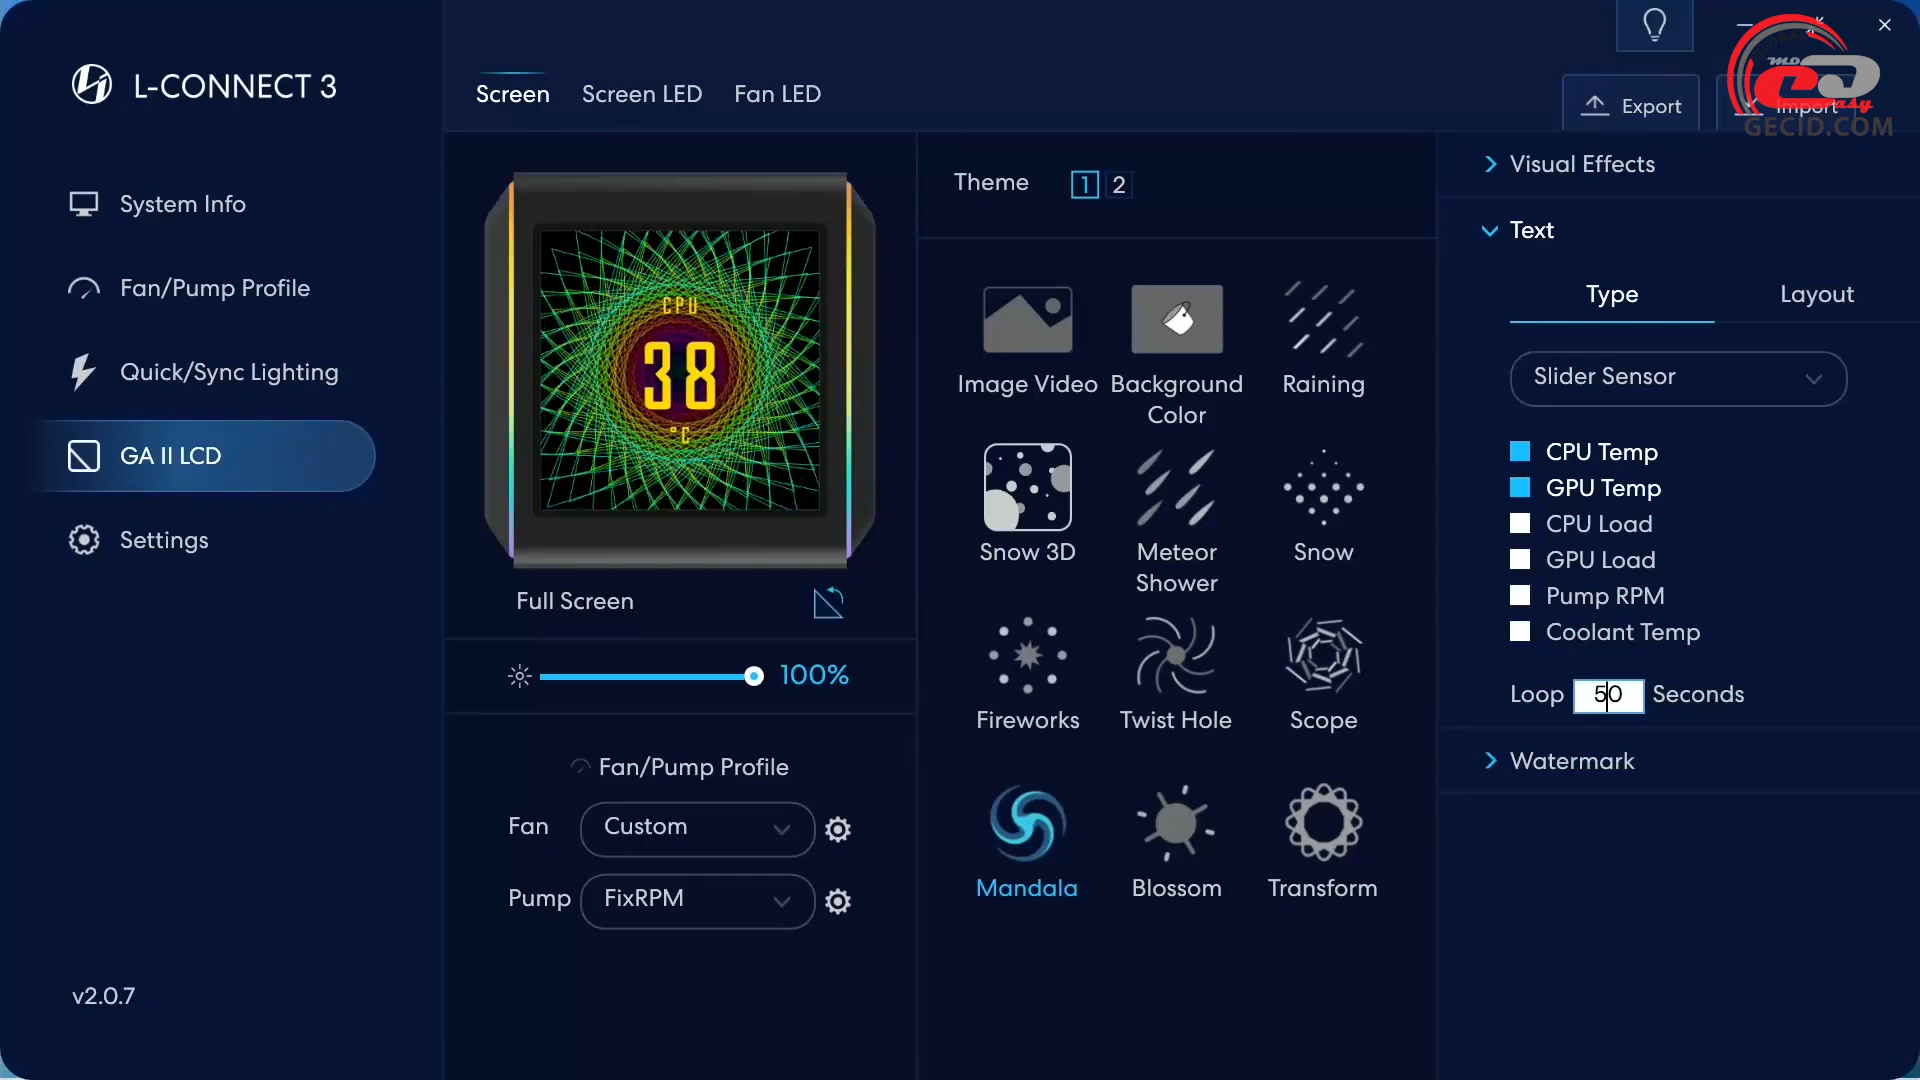 L-CONNECT 3
System Info
Fan/Pump Profile
Quick/Sync Lighting
GA II LCD
Settings
v2.0.7
Screen
Screen LED
Fan LED
Export
Import
GECID.COM
CPU
38
°C
Full Screen
100%
Fan/Pump Profile
Fan
Custom
Pump
FixRPM
Theme
1
2
Image Video
Background
Color
Raining
Snow 3D
Meteor
Shower
Snow
Fireworks
Twist Hole
Scope
Mandala
Blossom
Transform
Visual Effects
Text
Type
Layout
Slider Sensor
CPU Temp
GPU Temp
CPU Load
GPU Load
Pump RPM
Coolant Temp
Loop 50 Seconds
Watermark